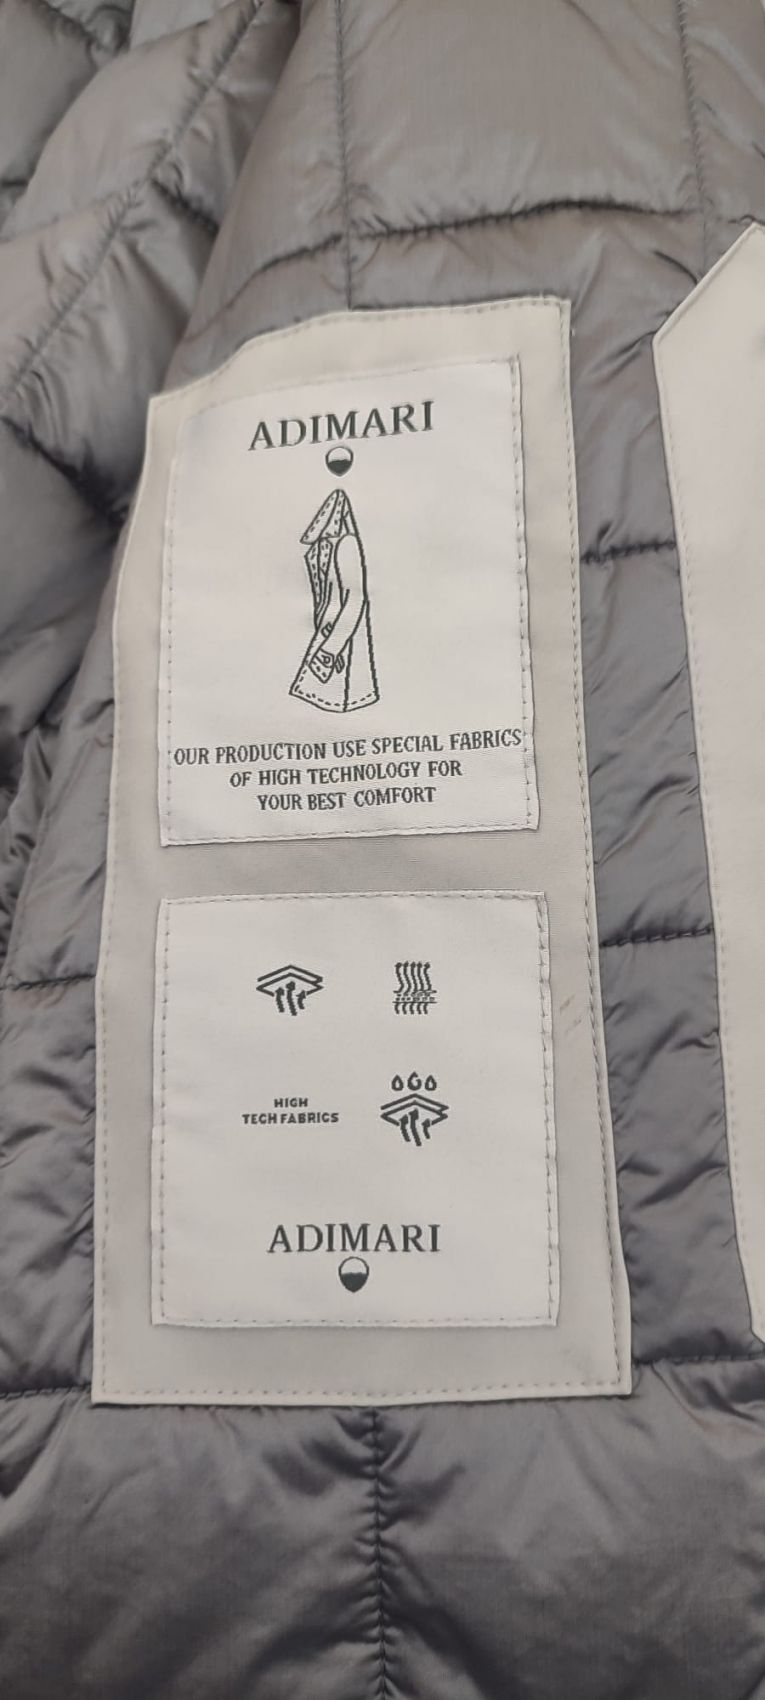 ADIMARI
OUR PRODUCTION USE SPECIAL FABRICS
OF HIGH TECHNOLOGY FOR
YOUR BEST COMFORT
HIGH
TECH FABRICS
ADIMARI